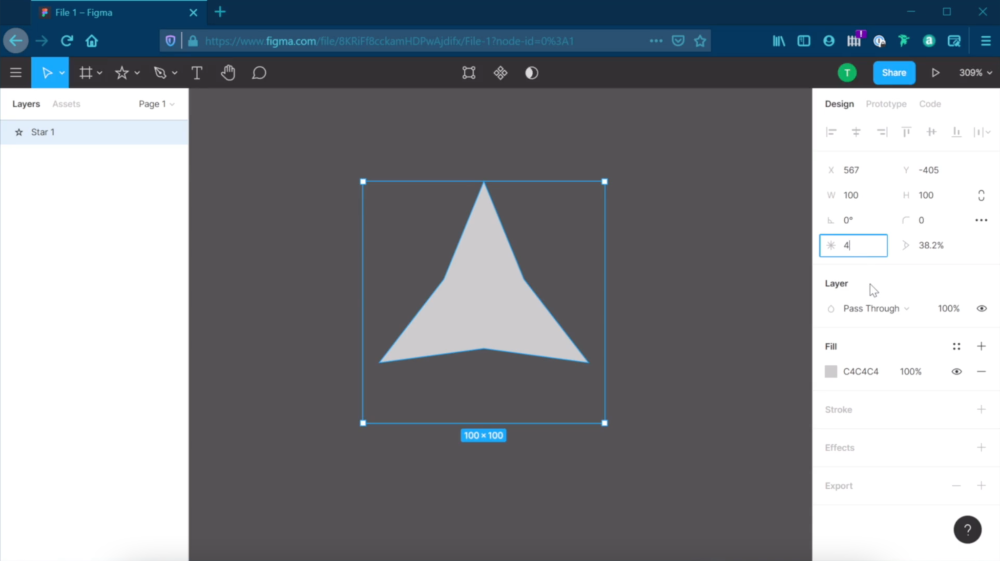 File 1 – Figma
https://www.figma.com/file/8KRiFf8cckamHDPwAjdifx/File-1?node-id=0%3A1
T
Share
309%
Layers
Assets
Page 1
Star 1
100 × 100
Design
Prototype
Code
X 567
Y -405
W 100
H 100
0°
0
4
38.2%
Layer
Pass Through
100%
Fill
C4C4C4
100%
Stroke
Effects
Export
?